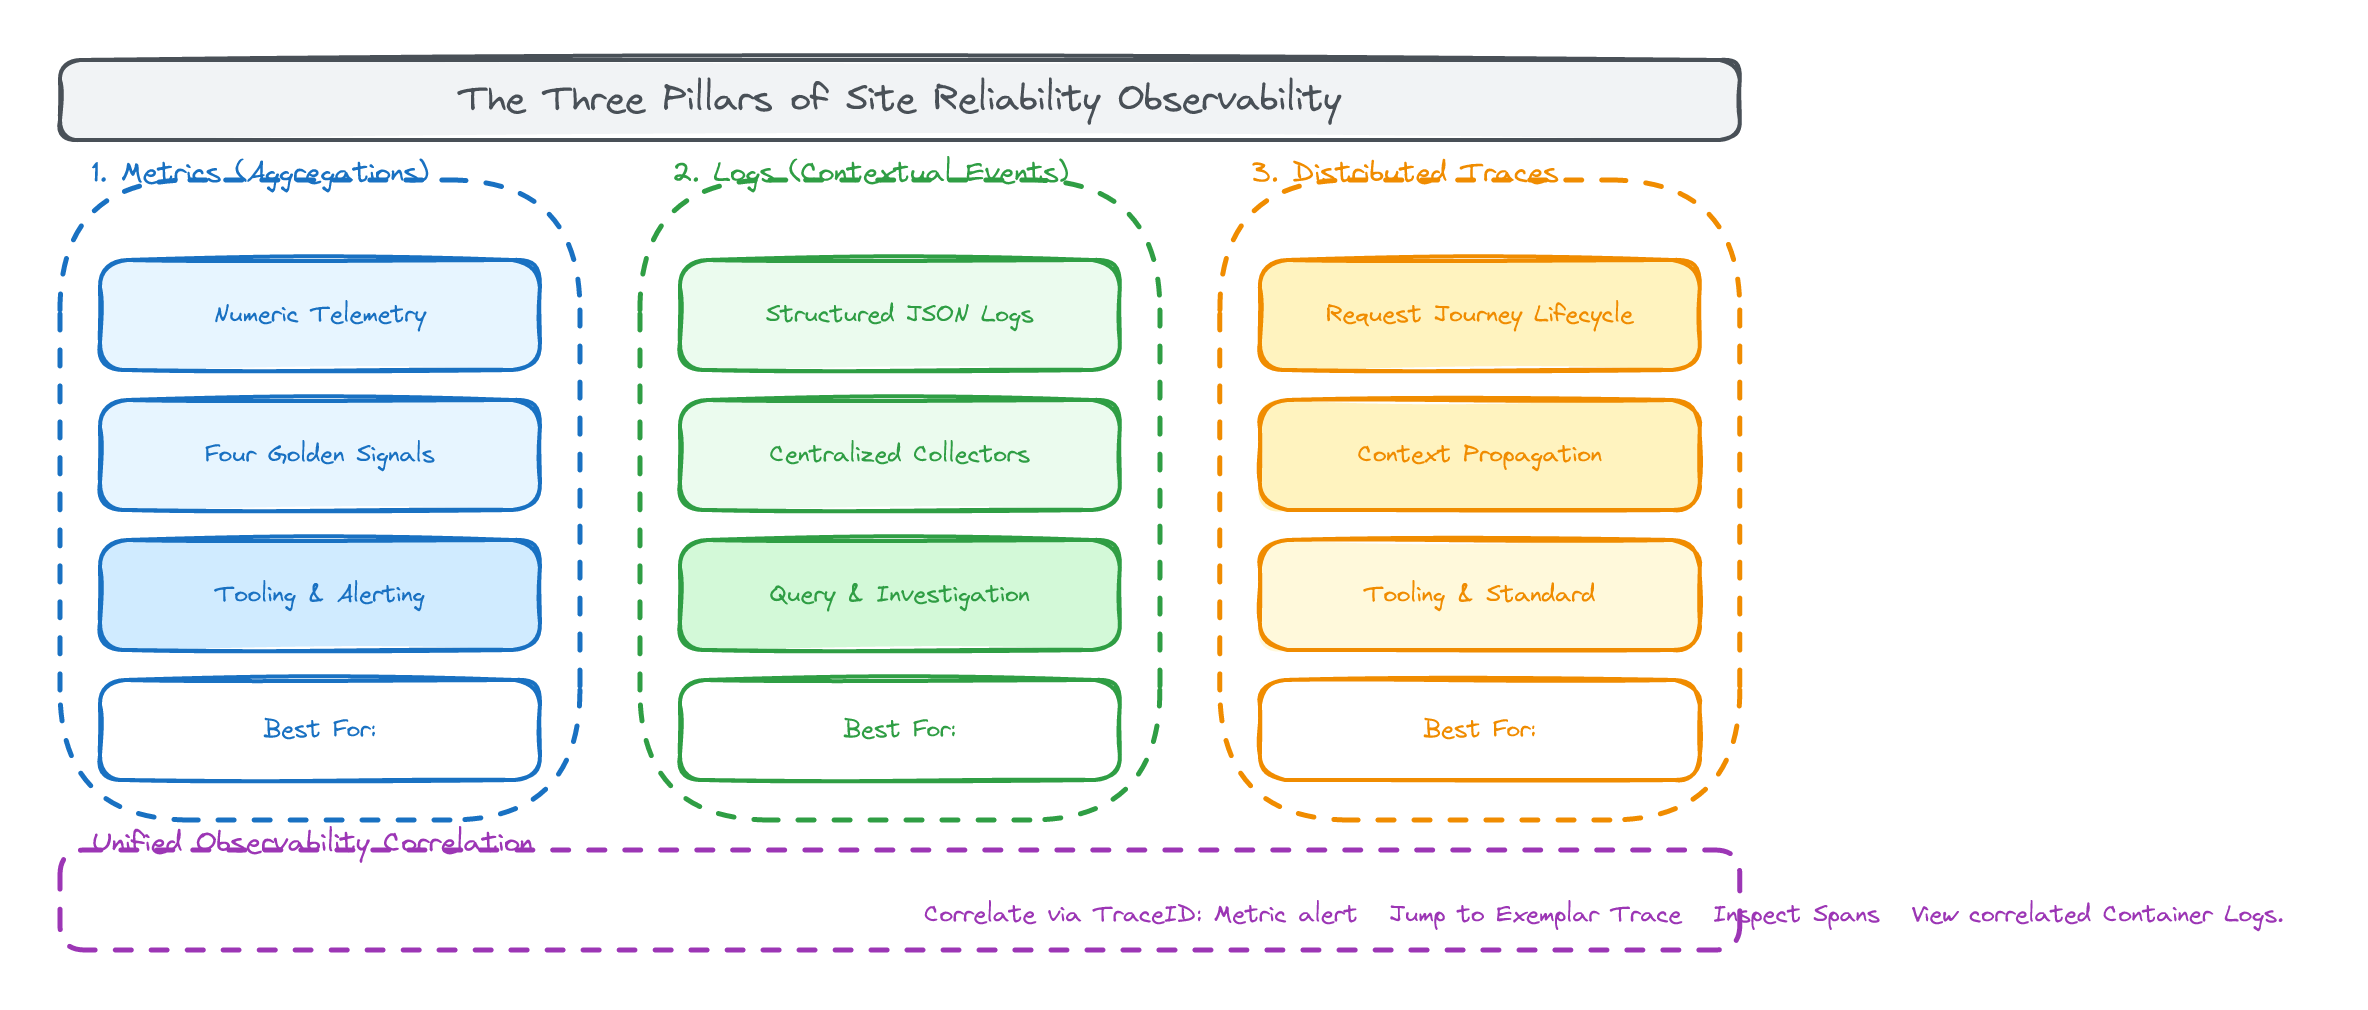 The Three Pillars of Site Reliability Observability
1. Metrics (Aggregations)
Numeric Telemetry
Four Golden Signals
Tooling & Alerting
Best For:
2. Logs (Contextual Events)
Structured JSON Logs
Centralized Collectors
Query & Investigation
Best For:
3. Distributed Traces
Request Journey Lifecycle
Context Propagation
Tooling & Standard
Best For:
Unified Observability Correlation
Correlate via TraceID: Metric alert Jump to Exemplar Trace Inspect Spans View correlated Container Logs.